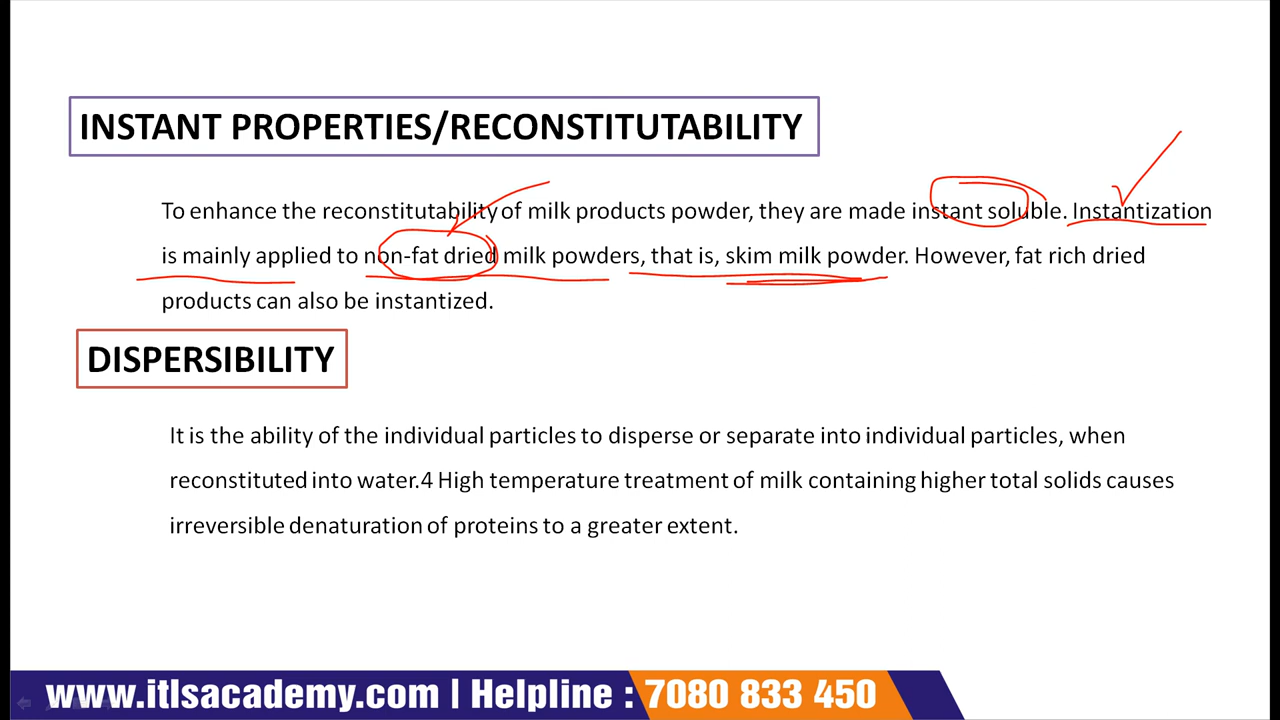 INSTANT PROPERTIES/RECONSTITUTABILITY
To enhance the reconstitutability of milk products powder, they are made instant soluble. Instantization
is mainly applied to non-fat dried milk powders, that is, skim milk powder. However, fat rich dried
products can also be instantized.
DISPERSIBILITY
It is the ability of the individual particles to disperse or separate into individual particles, when
reconstituted into water.4 High temperature treatment of milk containing higher total solids causes
irreversible denaturation of proteins to a greater extent.
www.itlsacademy.com | Helpline : 7080 833 450